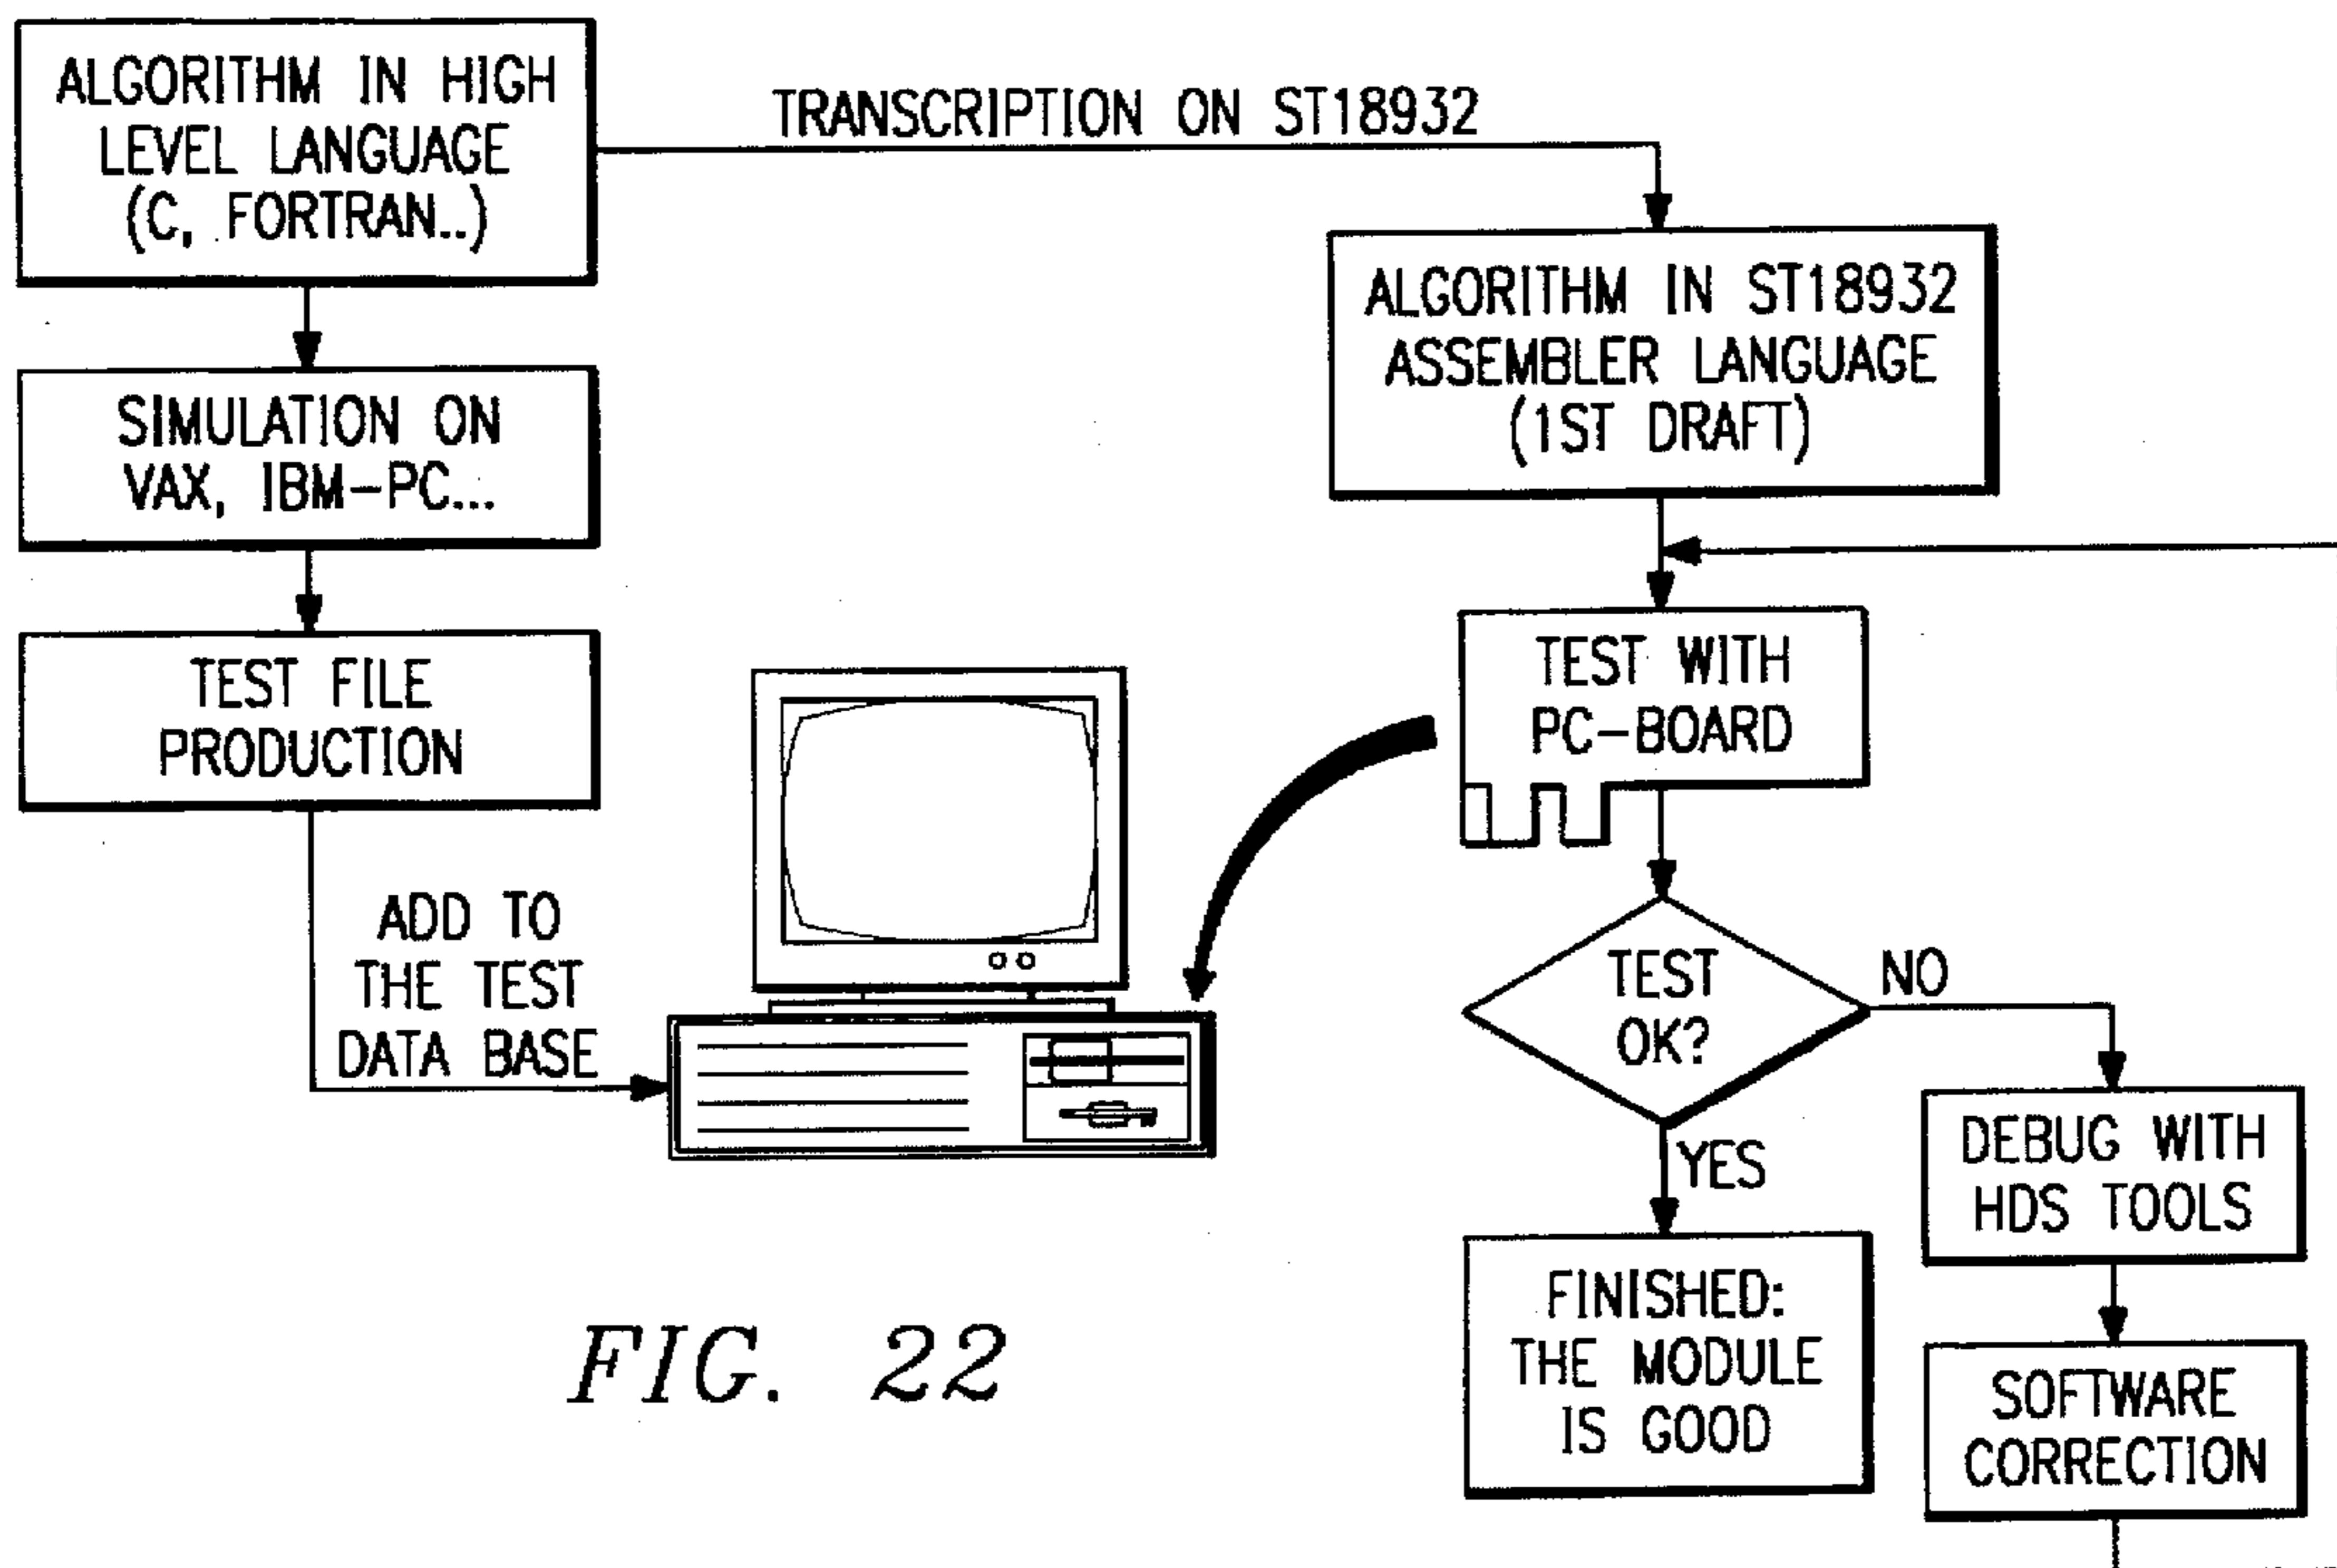 ALGORITHM IN HIGH
LEVEL LANGUAGE
(C, FORTRAN..)
TRANSCRIPTION ON ST18932
ALGORITHM IN ST18932
ASSEMBLER LANGUAGE
(1ST DRAFT)
SIMULATION ON
VAX, IBM-PC...
TEST FILE
PRODUCTION
ADD TO
THE TEST
DATA BASE
TEST WITH
PC-BOARD
TEST
OK?
NO
YES
DEBUG WITH
HDS TOOLS
FINISHED:
THE MODULE
IS GOOD
SOFTWARE
CORRECTION
FIG. 22